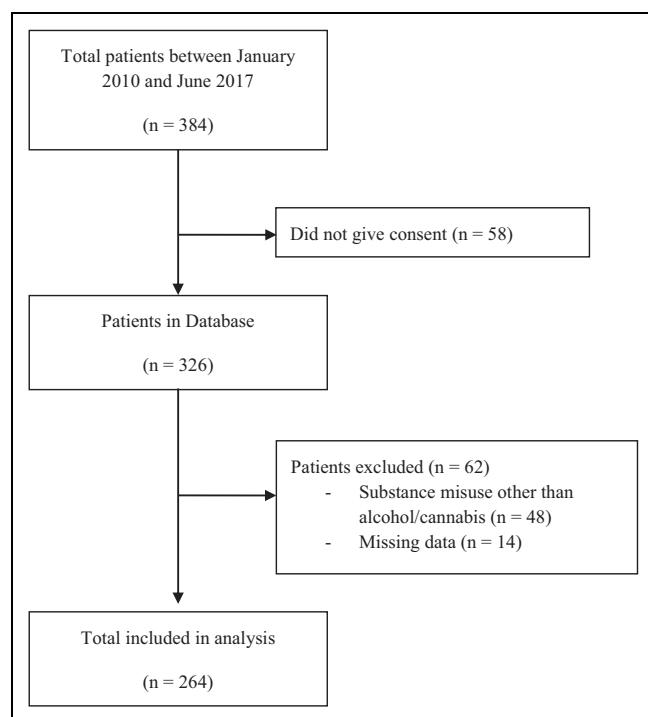 Total patients between January
2010 and June 2017
(n = 384)
Did not give consent (n = 58)
Patients in Database
(n = 326)
Patients excluded (n = 62)
- Substance misuse other than
alcohol/cannabis (n = 48)
- Missing data (n = 14)
Total included in analysis
(n = 264)